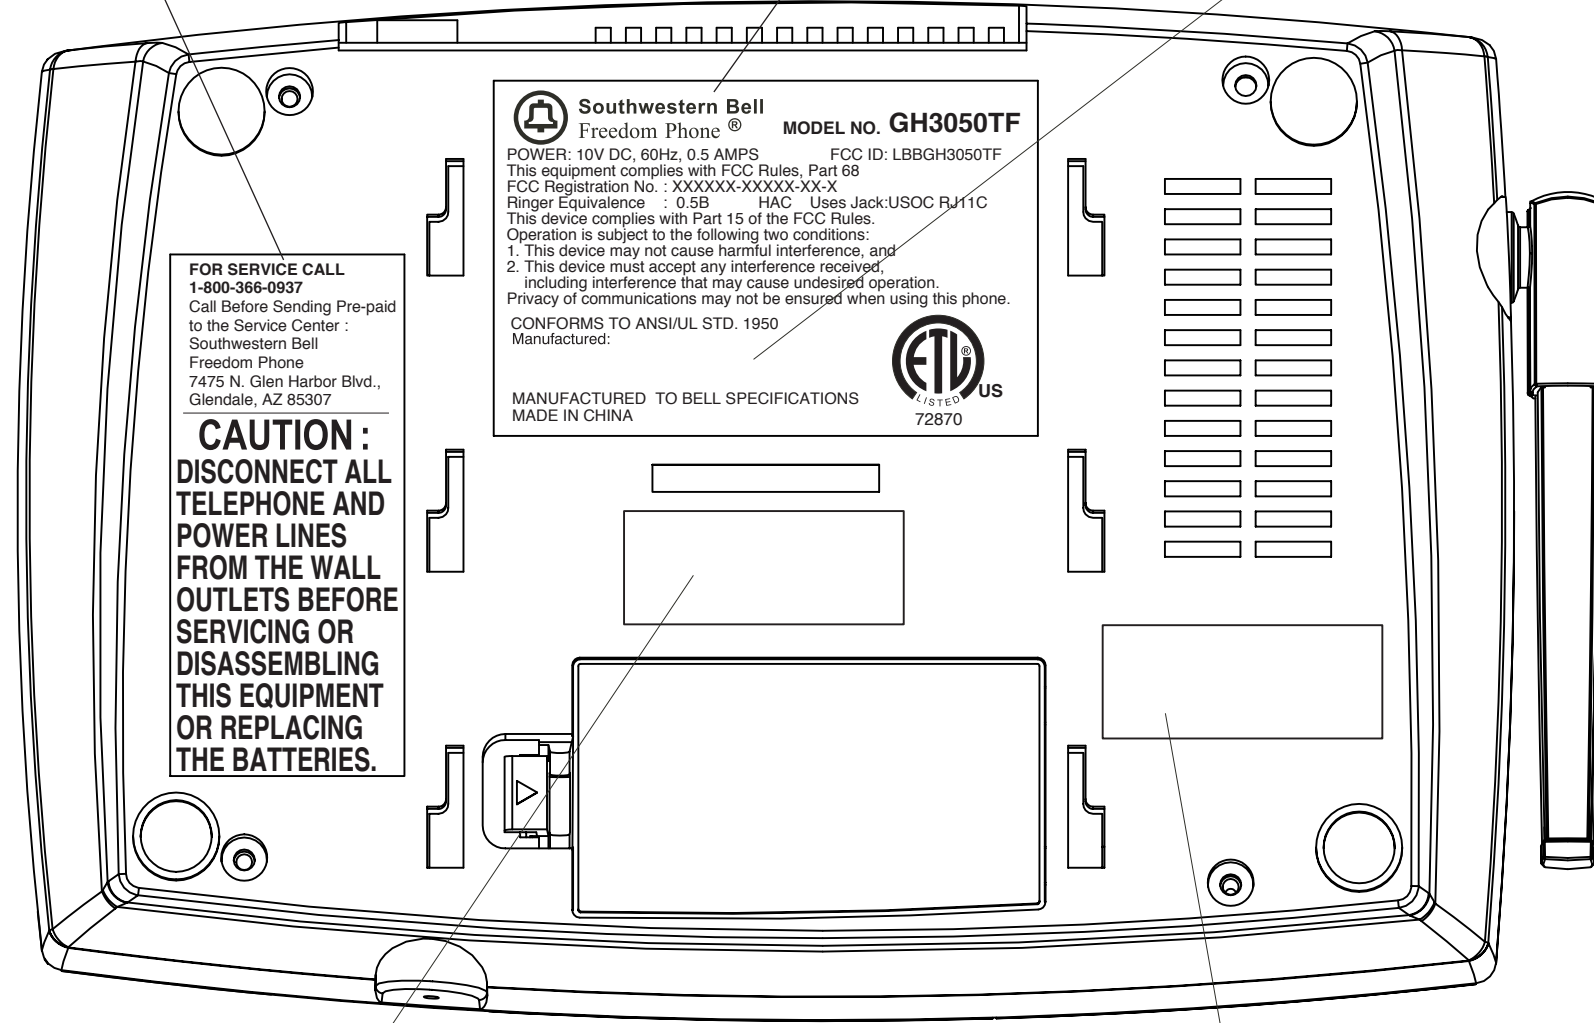 Southwestern Bell
Freedom Phone ®
MODEL NO. GH3050TF
POWER: 10V DC, 60Hz, 0.5 AMPS FCC ID: LBBGH3050TF
This equipment complies with FCC Rules, Part 68
FCC Registration No. : XXXXXX-XXXXX-XX-X
Ringer Equivalence : 0.5B HAC Uses Jack:USOC RJ11C
This device complies with Part 15 of the FCC Rules.
Operation is subject to the following two conditions:
1. This device may not cause harmful interference, and
2. This device must accept any interference received,
including interference that may cause undesired operation.
Privacy of communications may not be ensured when using this phone.
CONFORMS TO ANSI/UL STD. 1950
Manufactured:
MANUFACTURED TO BELL SPECIFICATIONS
MADE IN CHINA
ETL ®
LISTED
US
72870
FOR SERVICE CALL
1-800-366-0937
Call Before Sending Pre-paid
to the Service Center :
Southwestern Bell
Freedom Phone
7475 N. Glen Harbor Blvd.,
Glendale, AZ 85307
CAUTION :
DISCONNECT ALL
TELEPHONE AND
POWER LINES
FROM THE WALL
OUTLETS BEFORE
SERVICING OR
DISASSEMBLING
THIS EQUIPMENT
OR REPLACING
THE BATTERIES.